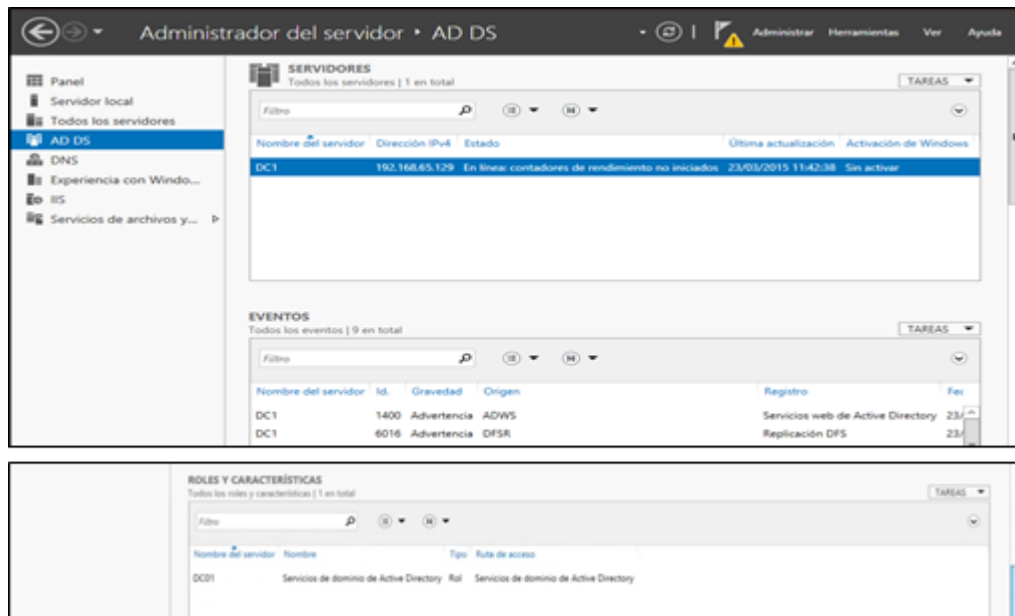 Administrador del servidor • AD DS
Administrar Herramientas Ver Ayuda
Panel
Servidor local
Todos los servidores
AD DS
DNS
Experiencia con Windo...
IIS
Servicios de archivos y...
SERVIDORES
Todos los servidores | 1 en total
TAREAS
Filtro
Nombre del servidor Dirección IPv4 Estado Última actualización Activación de Windows
DC1 192.168.65.129 En línea: contadores de rendimiento no iniciados 23/03/2015 11:42:38 Sin activar
EVENTOS
Todos los eventos | 9 en total
TAREAS
Filtro
Nombre del servidor Id. Gravedad Origen Registro Fec
DC1 1400 Advertencia ADWS Servicios web de Active Directory 23/
DC1 6016 Advertencia DFSR Replicación DFS 23/
ROLES Y CARACTERÍSTICAS
Todos los roles y características | 1 en total
TAREAS
Filtro
Nombre del servidor Nombre Tipo Ruta de acceso
DC01 Servicios de dominio de Active Directory Rol Servicios de dominio de Active Directory